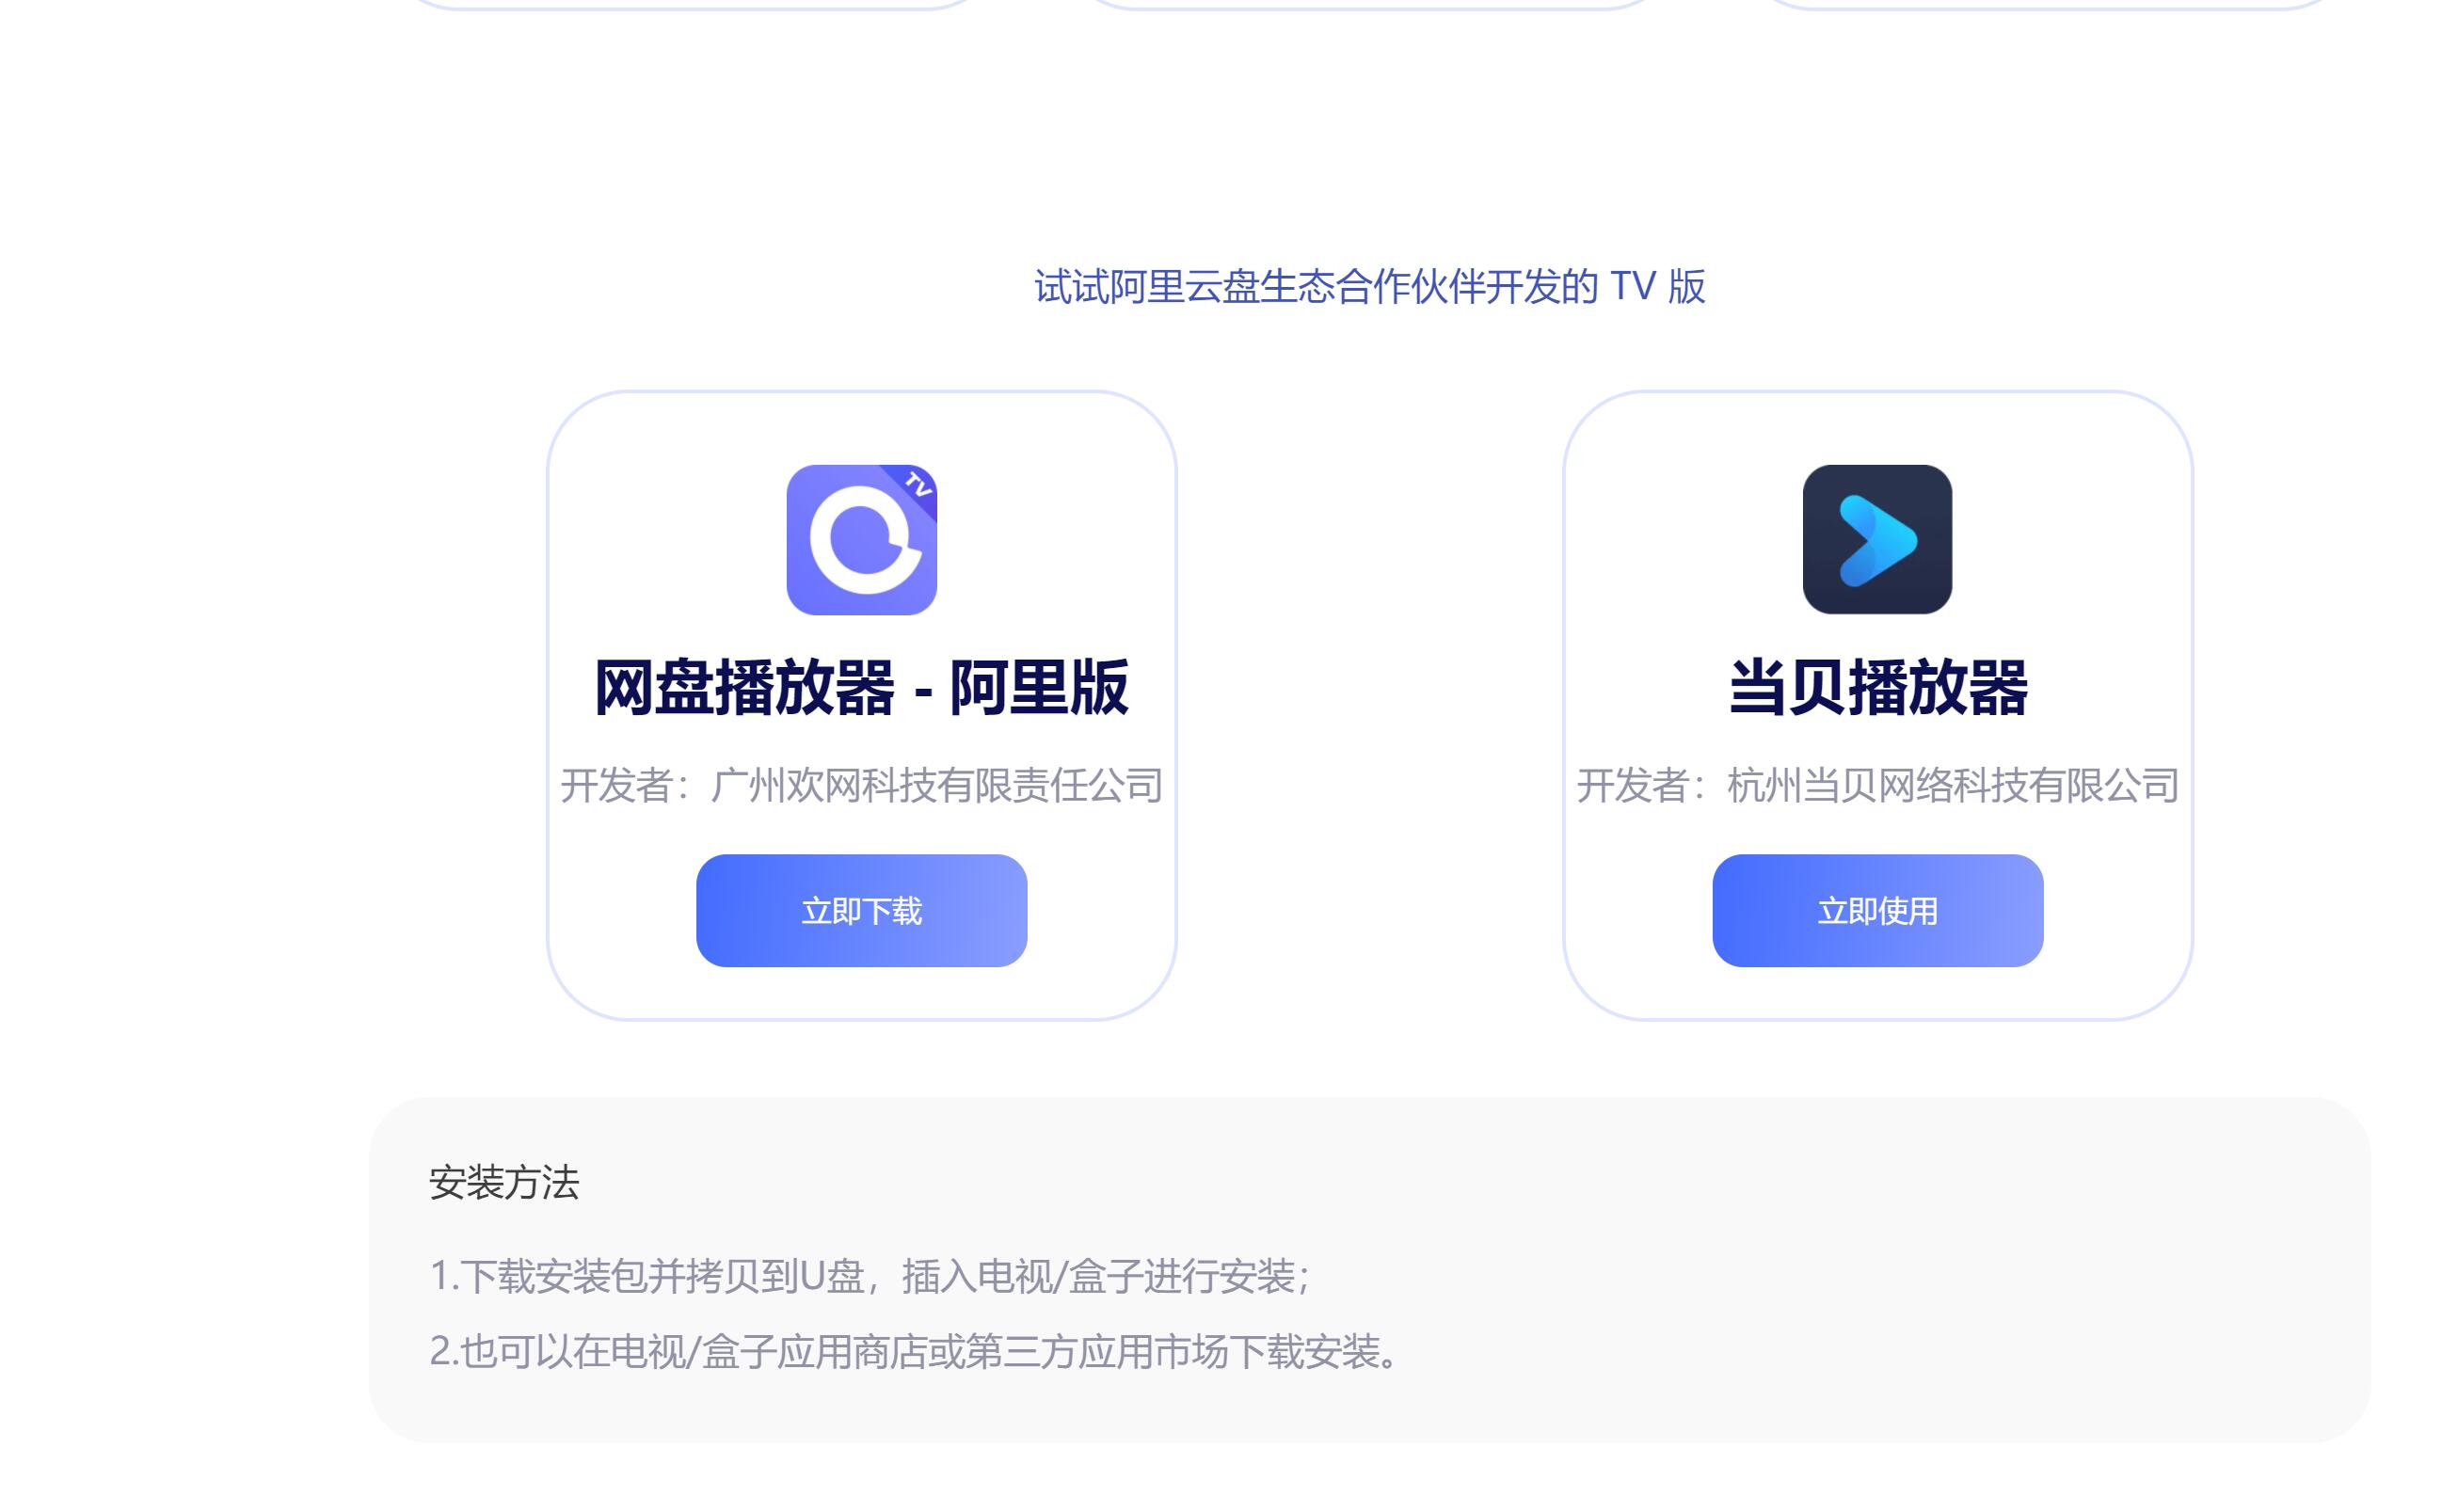 试试阿里云盘生态合作伙伴开发的 TV 版
TV
网盘播放器 - 阿里版
开发者：广州欢网科技有限责任公司
立即下载
当贝播放器
开发者：杭州当贝网络科技有限公司
立即使用
安装方法
1.下载安装包并拷贝到U盘，插入电视/盒子进行安装；
2.也可以在电视/盒子应用商店或第三方应用市场下载安装。